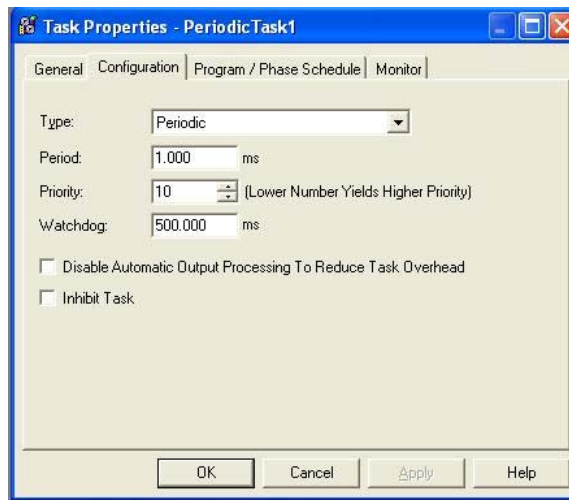 Task Properties - PeriodicTask1
General Configuration Program / Phase Schedule Monitor
Type: Periodic
Period: 1.000 ms
Priority: 10 (Lower Number Yields Higher Priority)
Watchdog: 500.000 ms
Disable Automatic Output Processing To Reduce Task Overhead
Inhibit Task
OK Cancel Apply Help